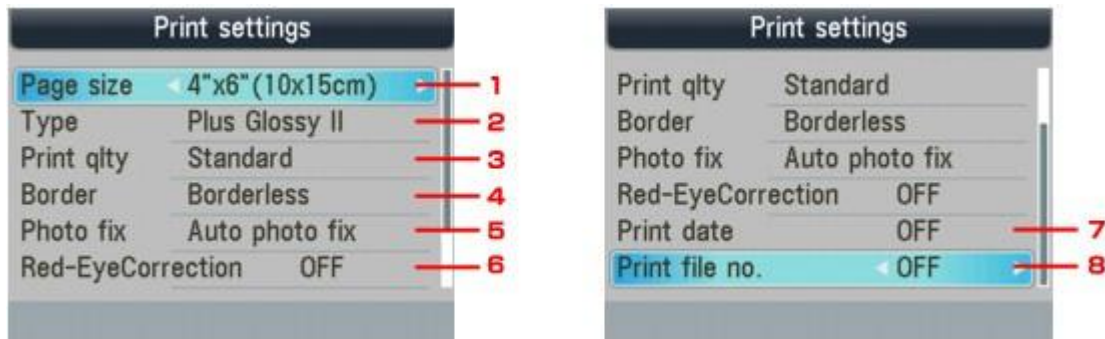 Print settings
Page size 4"x6"(10x15cm) 1
Type Plus Glossy II 2
Print qlty Standard 3
Border Borderless 4
Photo fix Auto photo fix 5
Red-EyeCorrection OFF 6
Print settings
Print qlty Standard
Border Borderless
Photo fix Auto photo fix
Red-EyeCorrection OFF
Print date OFF 7
Print file no. OFF 8